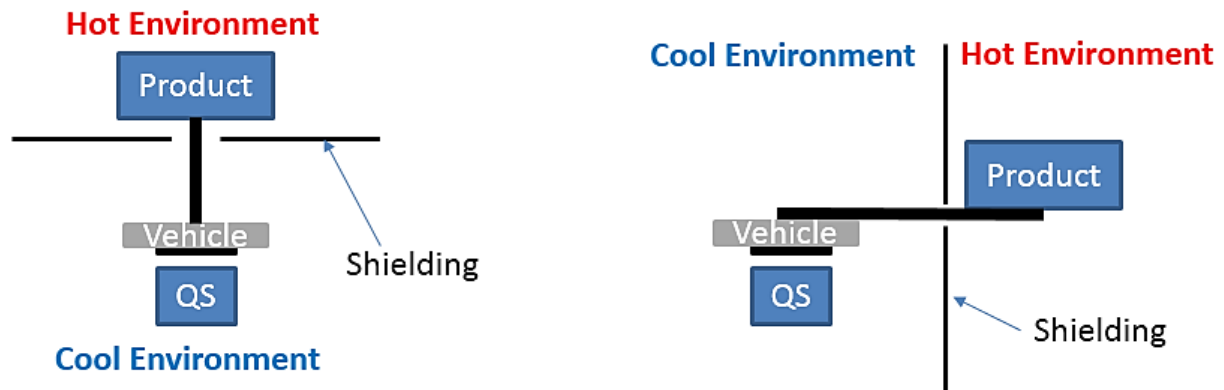 Hot Environment
Product
Vehicle
Shielding
QS
Cool Environment
Cool Environment
Hot Environment
Product
Vehicle
QS
Shielding